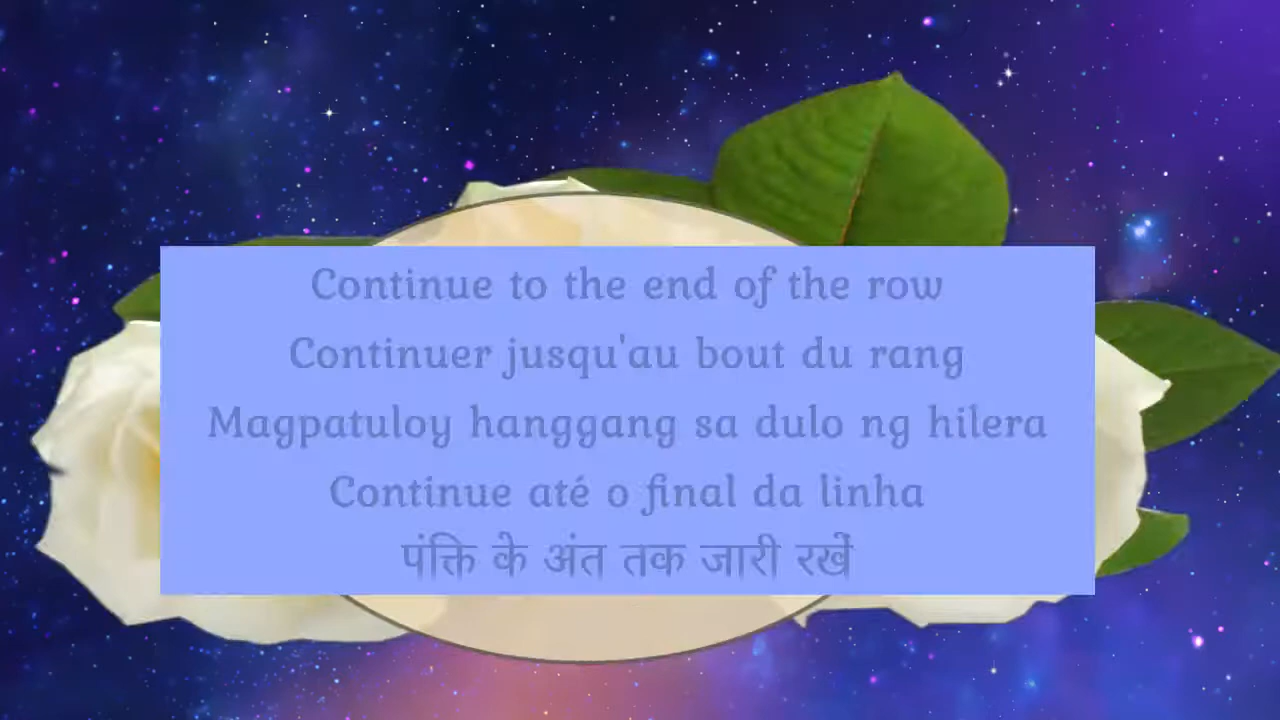 Continue to the end of the row
Continuer jusqu'au bout du rang
Magpatuloy hanggang sa dulo ng hilera
Continue até o final da linha
पंक्ति के अंत तक जारी रखें